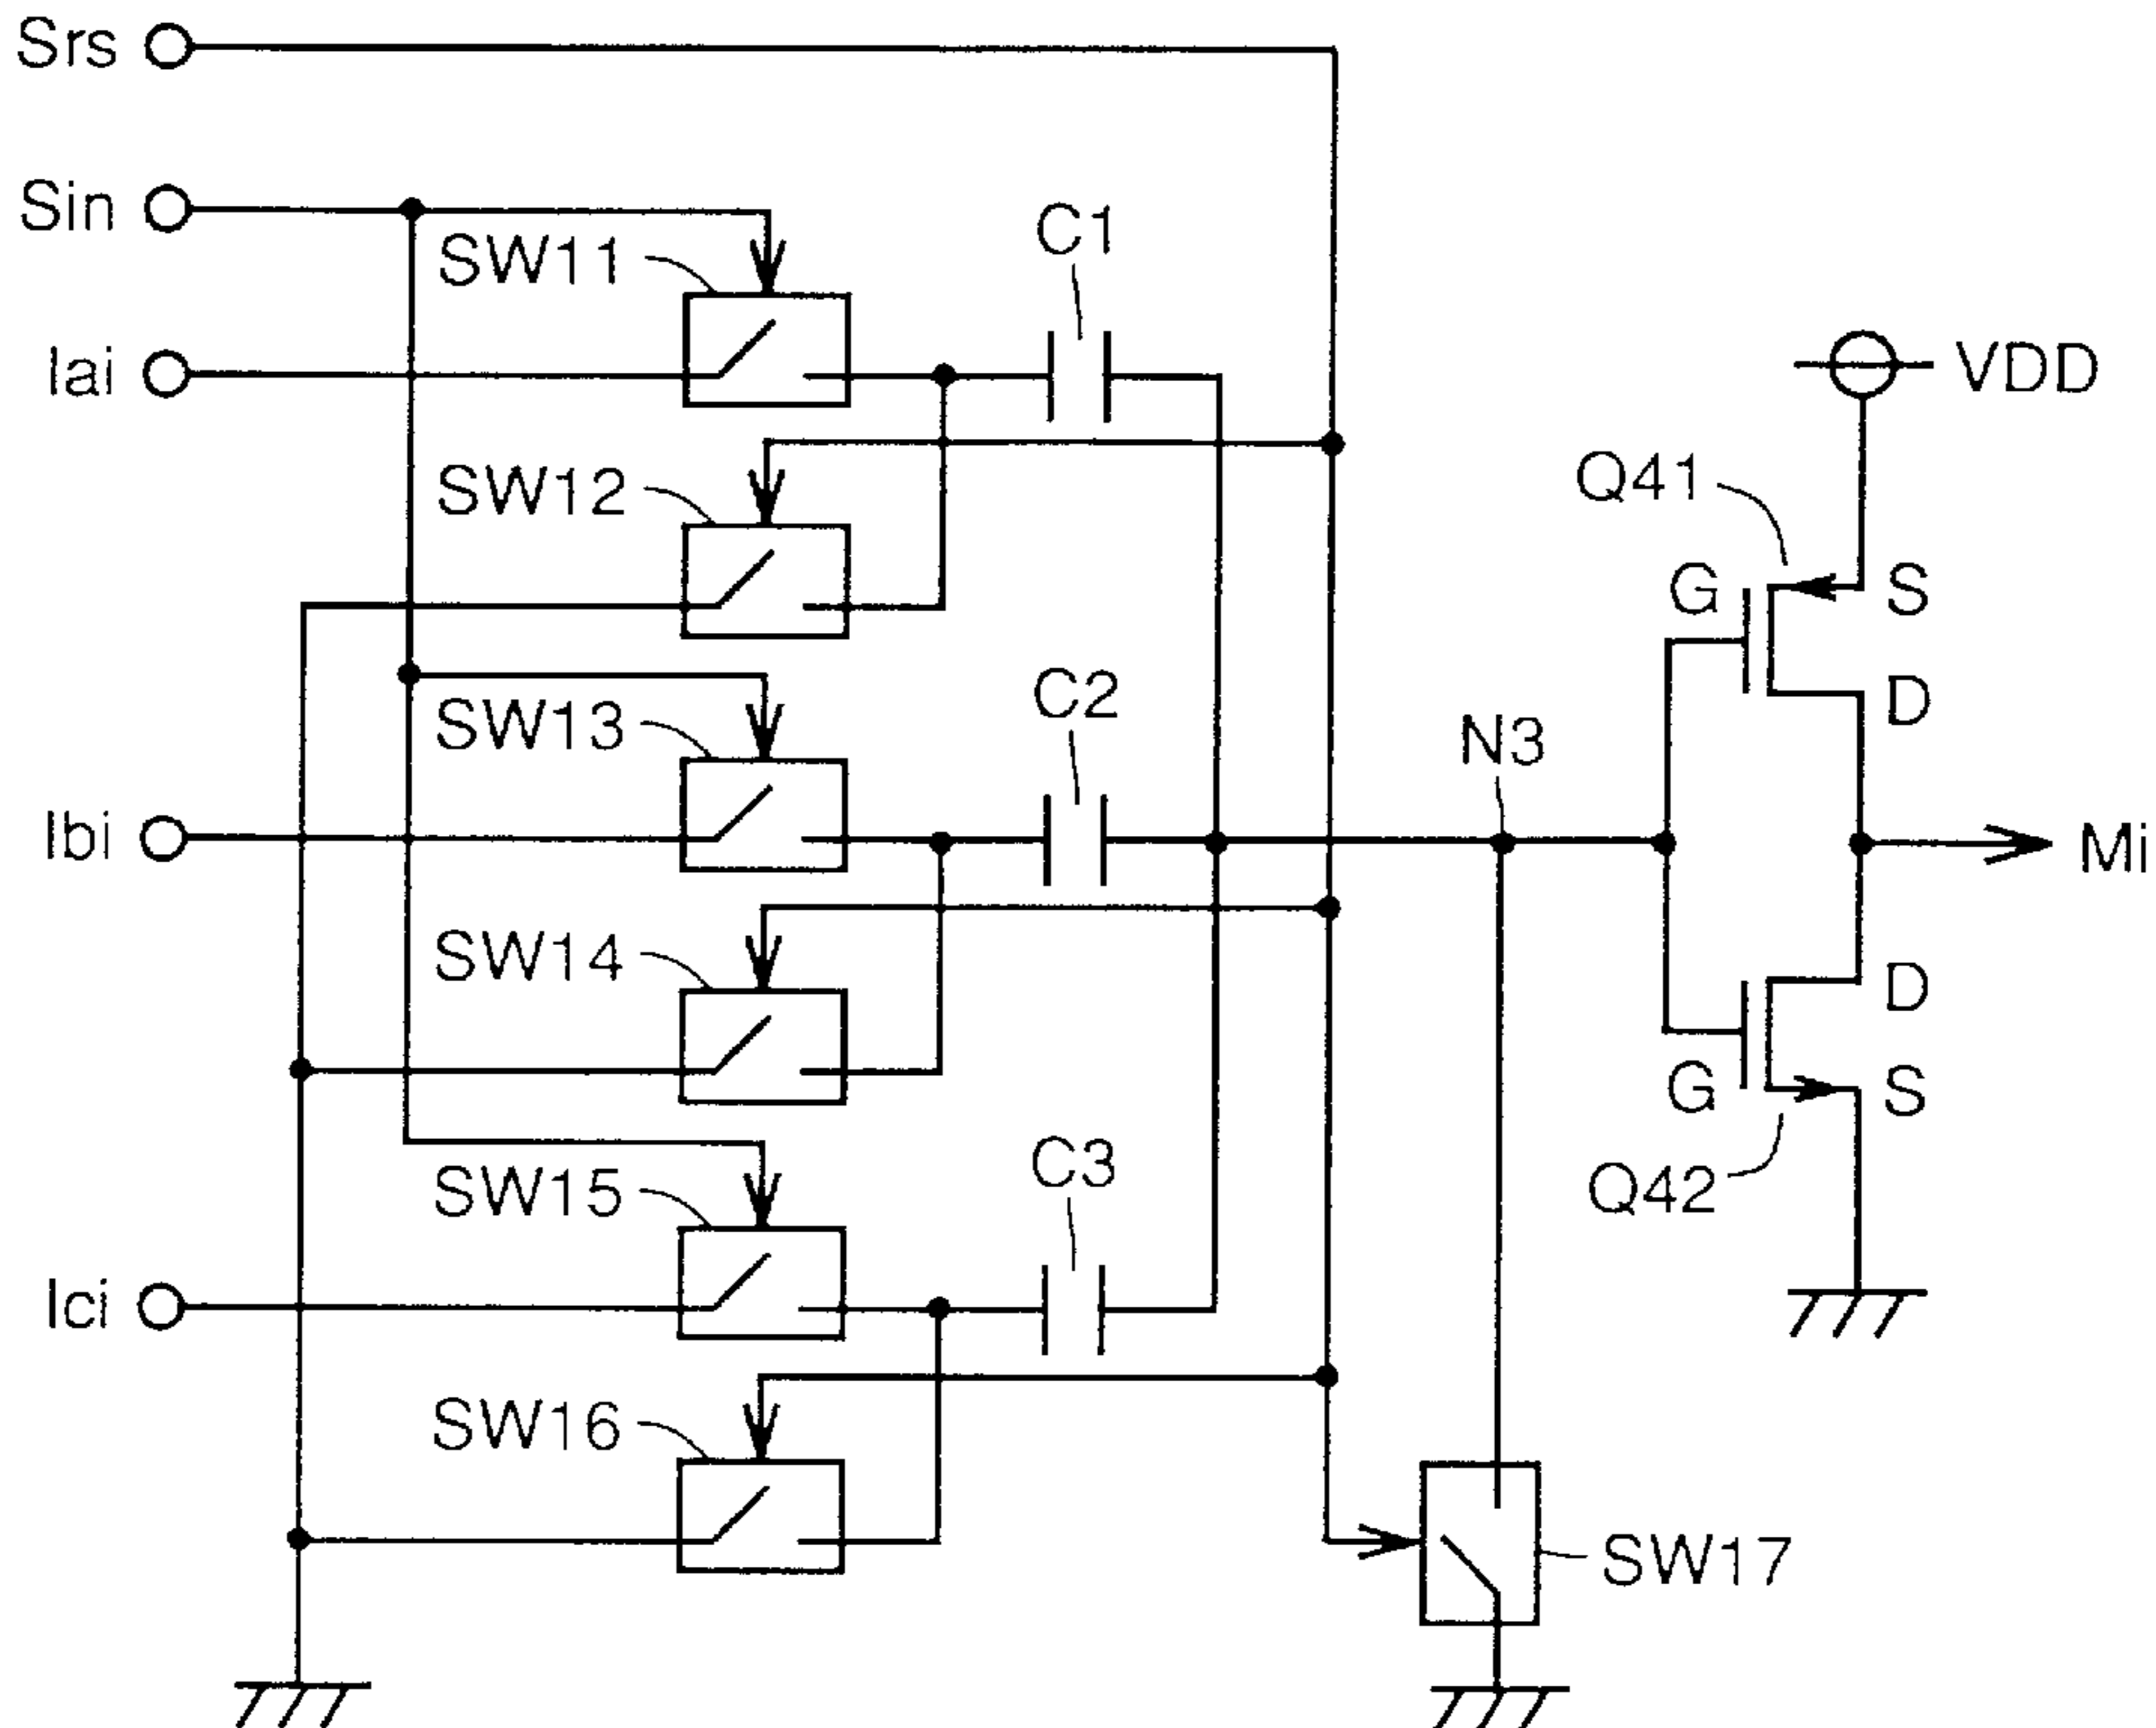 Srs
Sin
SW11
C1
Iai
VDD
SW12
Q41
G
S
D
SW13
C2
N3
Ibi
Mi
SW14
D
G
S
SW15
C3
Q42
Ici
SW16
SW17